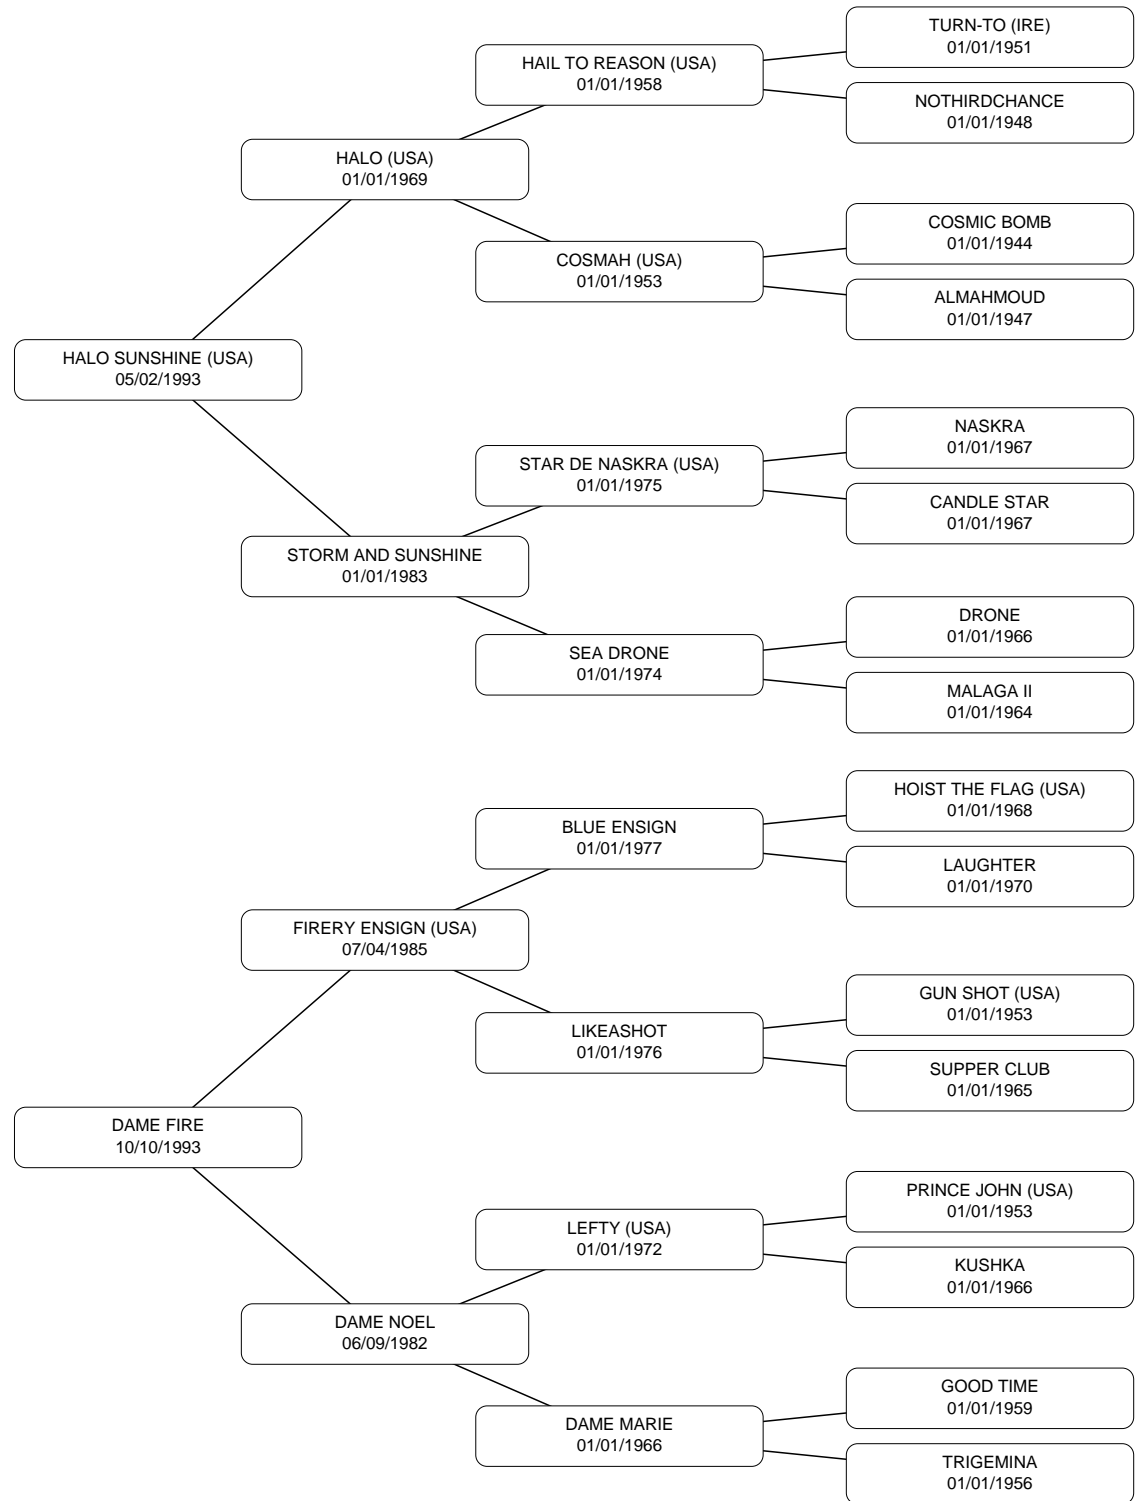 TURN-TO (IRE)
01/01/1951
HAIL TO REASON (USA)
01/01/1958
NOTHIRDCHANCE
01/01/1948
HALO (USA)
01/01/1969
COSMIC BOMB
01/01/1944
COSMAH (USA)
01/01/1953
ALMAHMOUD
01/01/1947
HALO SUNSHINE (USA)
05/02/1993
NASKRA
01/01/1967
STAR DE NASKRA (USA)
01/01/1975
CANDLE STAR
01/01/1967
STORM AND SUNSHINE
01/01/1983
DRONE
01/01/1966
SEA DRONE
01/01/1974
MALAGA II
01/01/1964
HOIST THE FLAG (USA)
01/01/1968
BLUE ENSIGN
01/01/1977
LAUGHTER
01/01/1970
FIRERY ENSIGN (USA)
07/04/1985
GUN SHOT (USA)
01/01/1953
LIKEASHOT
01/01/1976
SUPPER CLUB
01/01/1965
DAME FIRE
10/10/1993
PRINCE JOHN (USA)
01/01/1953
LEFTY (USA)
01/01/1972
KUSHKA
01/01/1966
DAME NOEL
06/09/1982
GOOD TIME
01/01/1959
DAME MARIE
01/01/1966
TRIGEMINA
01/01/1956